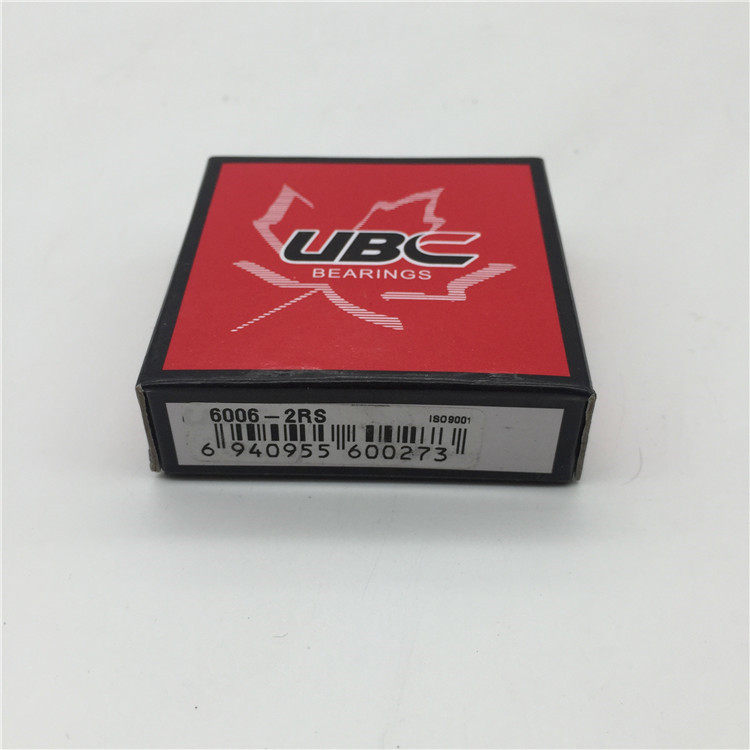 UBC
BEARINGS
6006-2RS
ISO9001
6 940955 600273